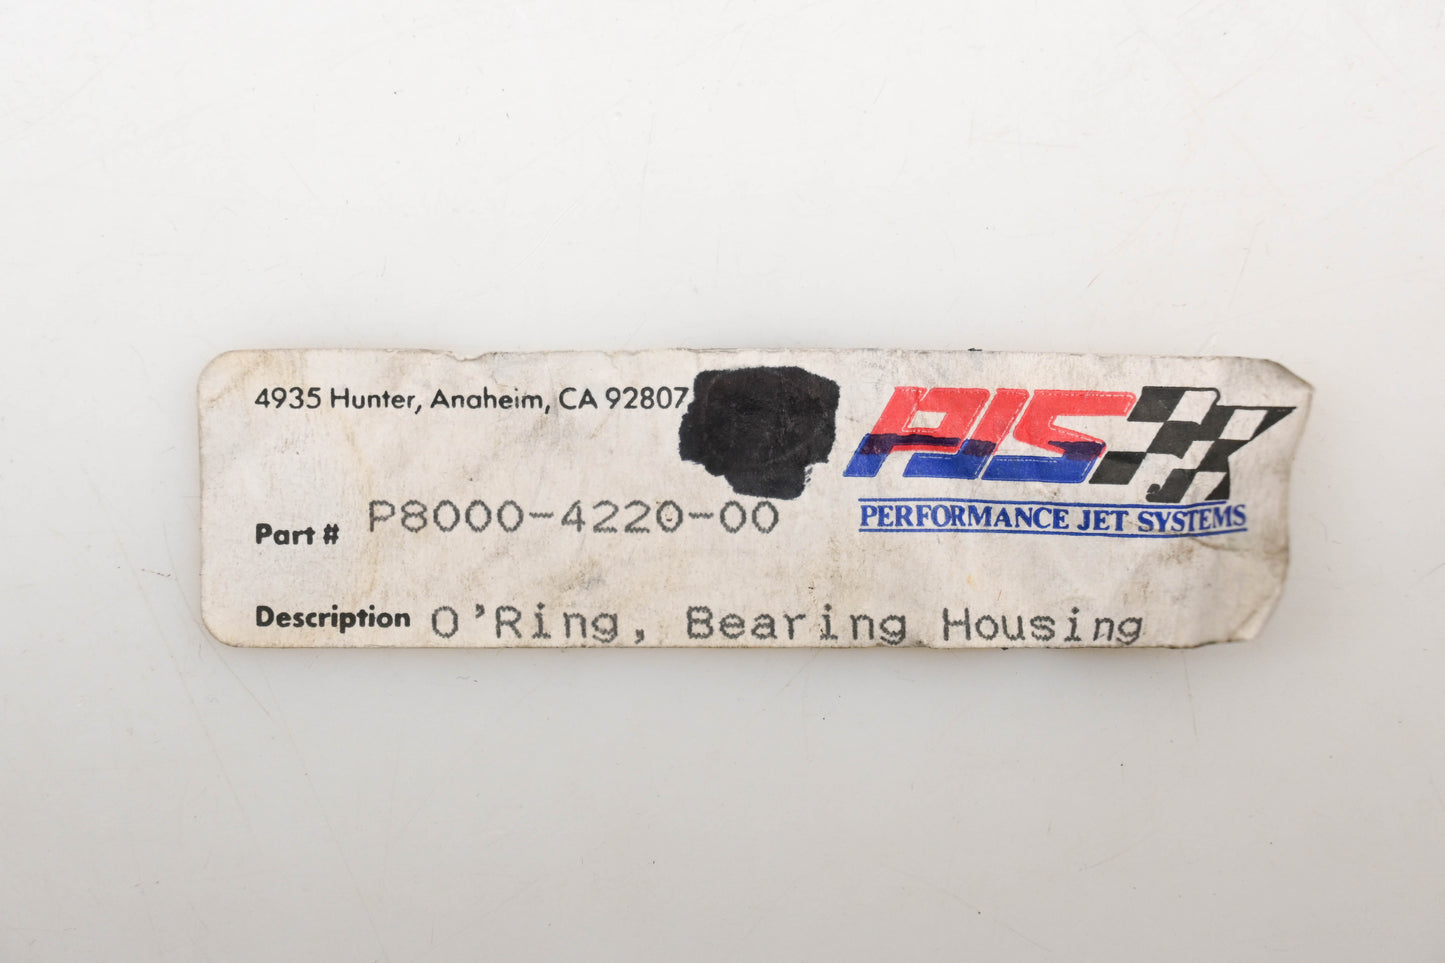 4935 Hunter, Anaheim, CA 92807
PJS
PERFORMANCE JET SYSTEMS
Part # P8000-4220-00
Description O'Ring, Bearing Housing